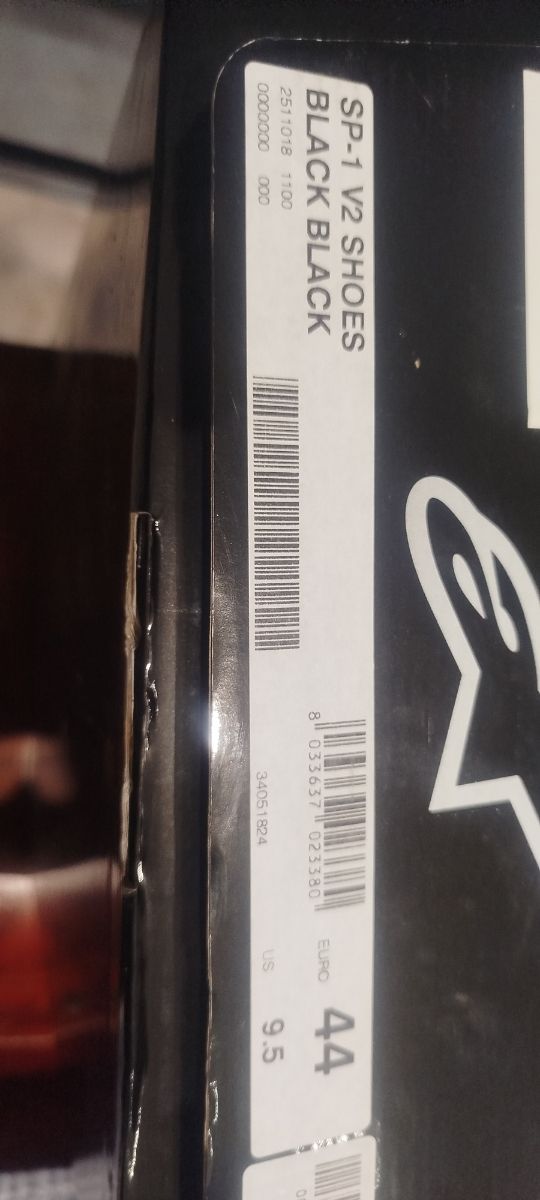 SP-1 V2 SHOES
BLACK BLACK
2511018 1100
0000000 000
8 033637 023380
34051824
EURO 44
US 9.5